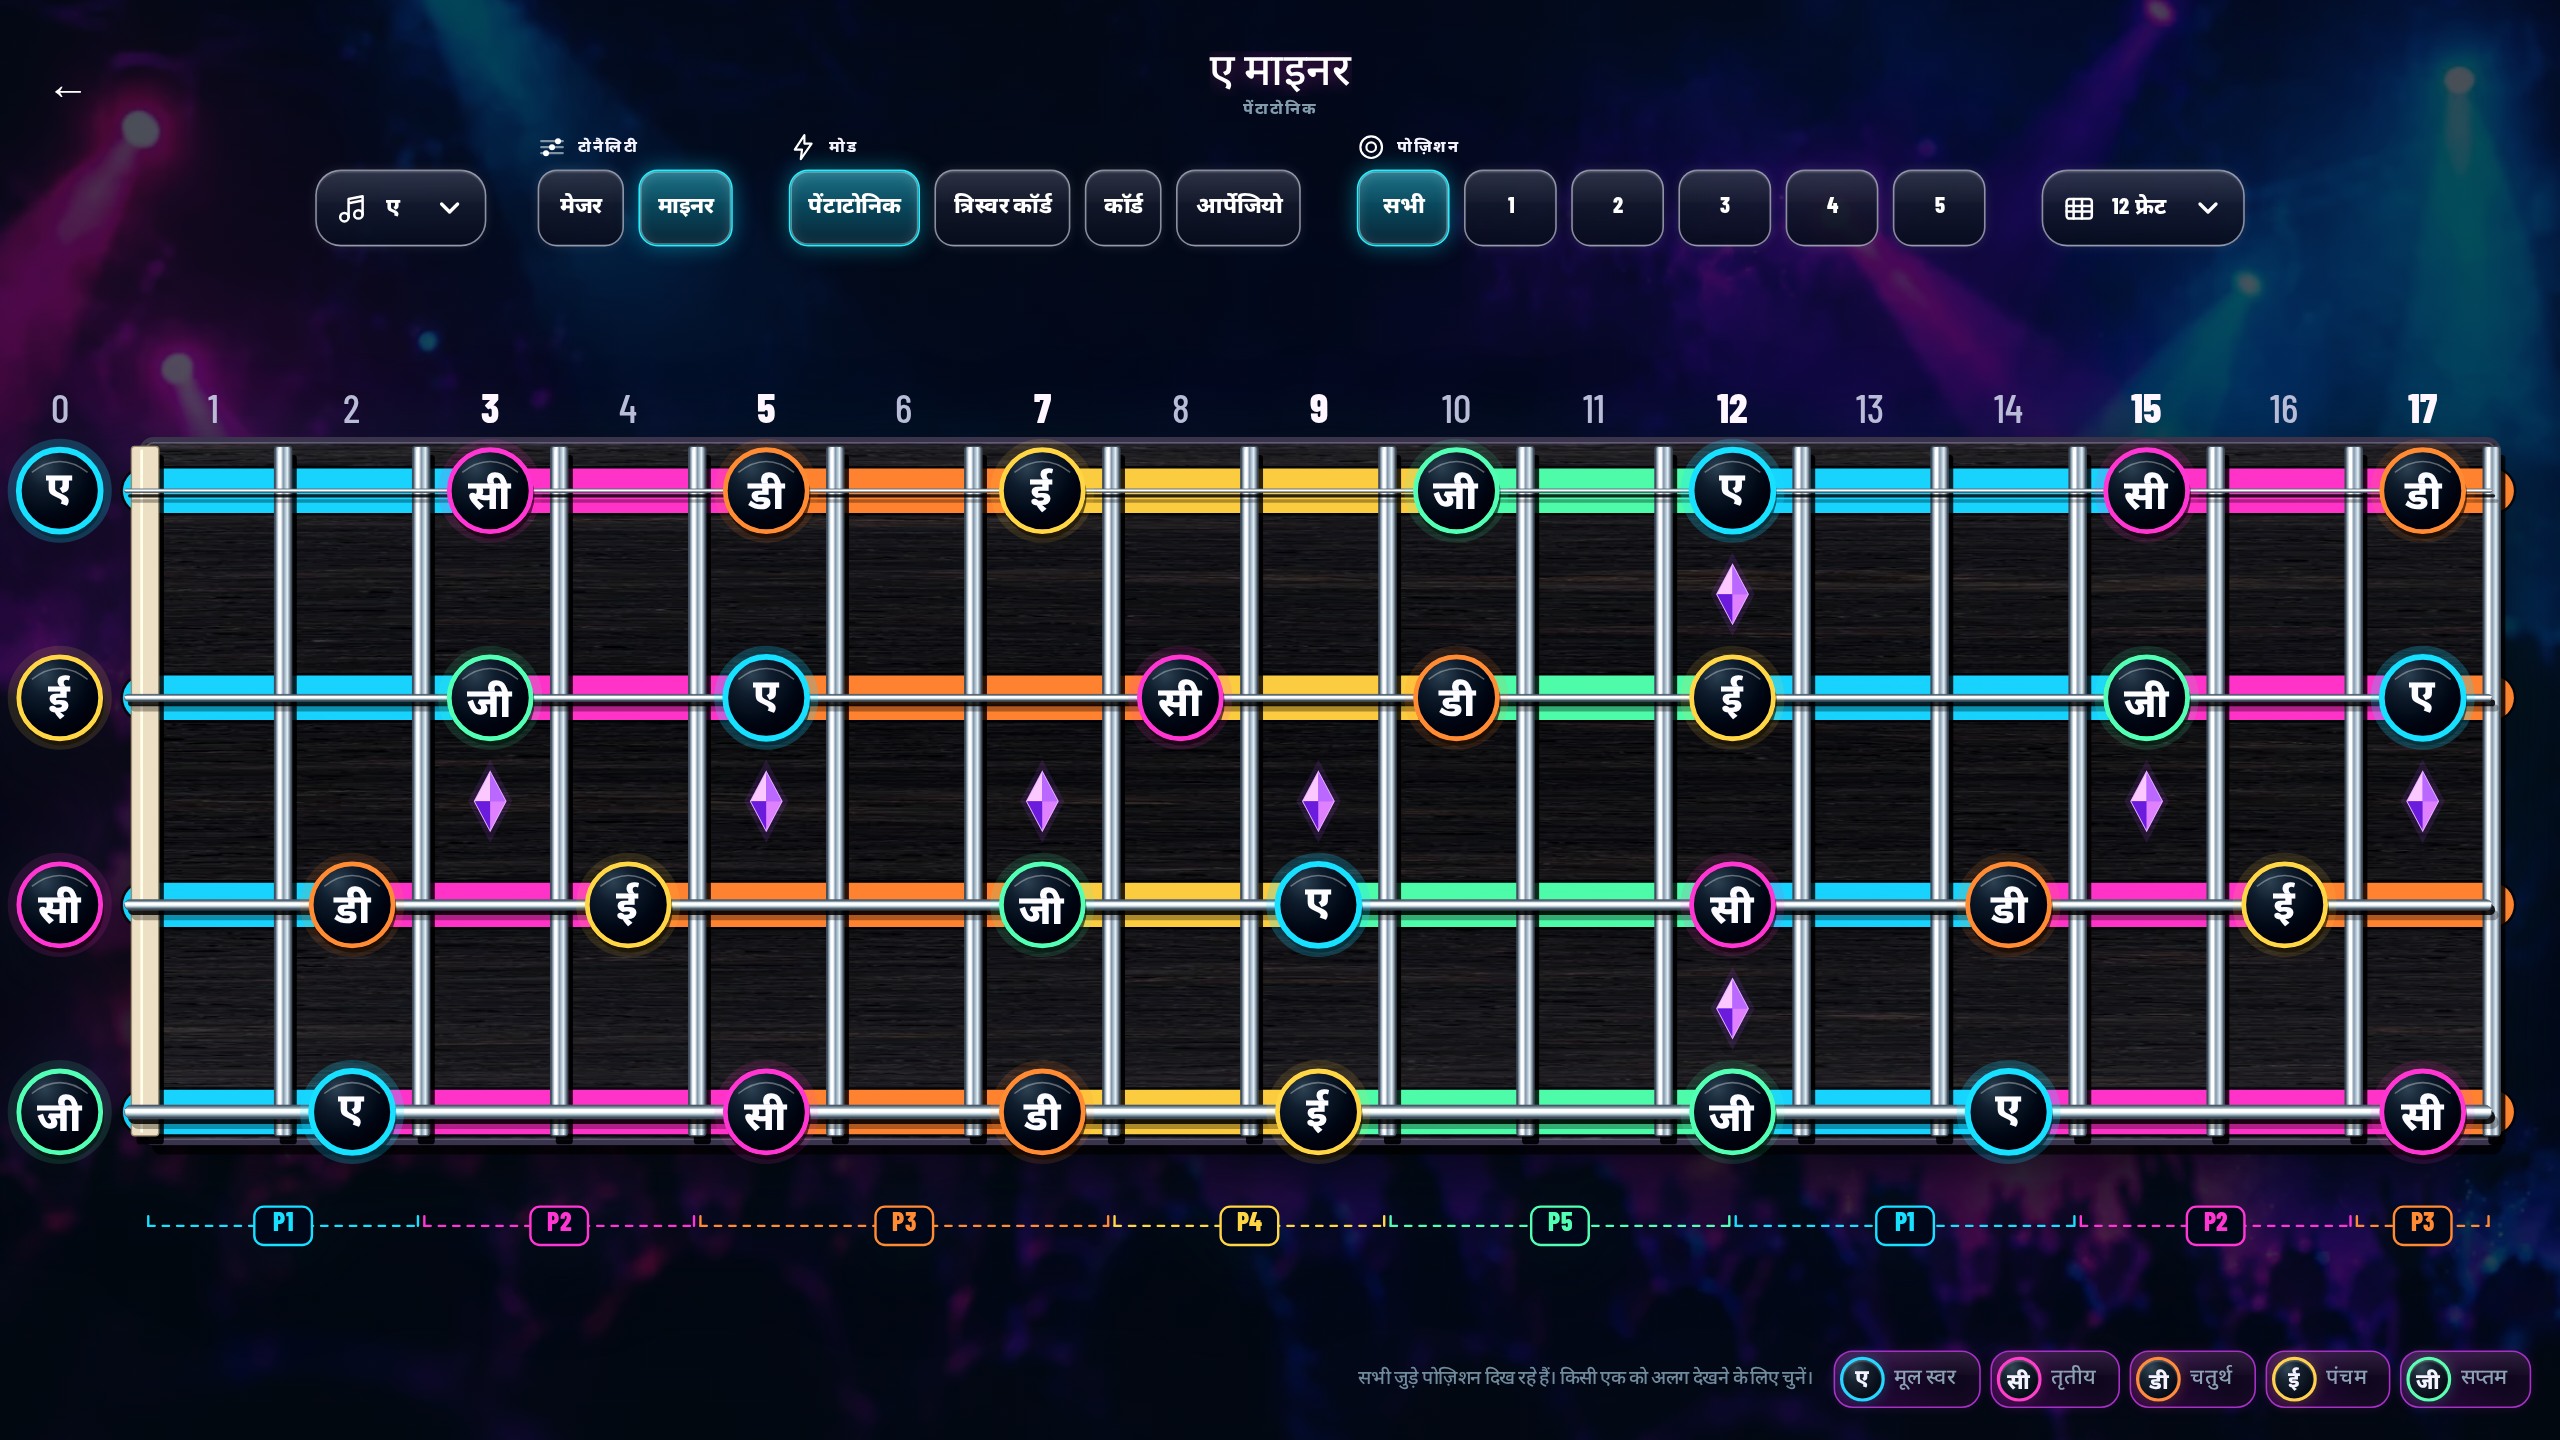 ←
ए माइनर
पेंटाटोनिक
टोनैलिटी
मोड
पोज़िशन
ए
मेजर
माइनर
पेंटाटोनिक
त्रिस्वर कॉर्ड
कॉर्ड
आर्पेजियो
सभी
1
2
3
4
5
12 फ्रेट
0 1 2 3 4 5 6 7 8 9 10 11 12 13 14 15 16 17
ए सी डी ई जी ए सी डी
ई जी ए सी डी ई जी ए
सी डी ई जी ए सी डी ई
जी ए सी डी ई जी ए सी
P1 P2 P3 P4 P5 P1 P2 P3
सभी जुड़े पोज़िशन दिख रहे हैं। किसी एक को अलग देखने के लिए चुनें।
ए मूल स्वर
सी तृतीय
डी चतुर्थ
ई पंचम
जी सप्तम